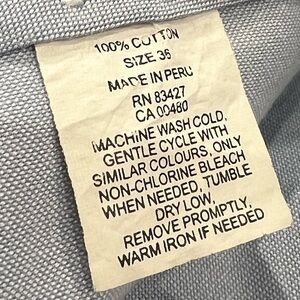 100% COTTON
SIZE 36
MADE IN PERU
RN 83427
CA 00480
MACHINE WASH COLD,
GENTLE CYCLE WITH
SIMILAR COLOURS, ONLY
NON-CHLORINE BLEACH
WHEN NEEDED, TUMBLE
DRY LOW,
REMOVE PROMPTLY,
WARM IRON IF NEEDED